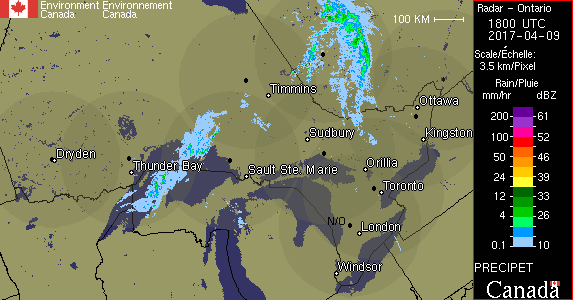 Environment Environnement
Canada Canada
100 KM
Radar - Ontario
1800 UTC
2017-04-09
Scale/Échelle:
3.5 km/Pixel
Rain/Pluie
mm/hr dBZ
200 61
100 52
50 46
24 39
12 33
4 26
0.1 10
Timmins
Ottawa
Sudbury
Kingston
Dryden
Thunder Bay
Sault Ste. Marie
Orillia
Toronto
N/O
London
Windsor
PRECIPET
Canada